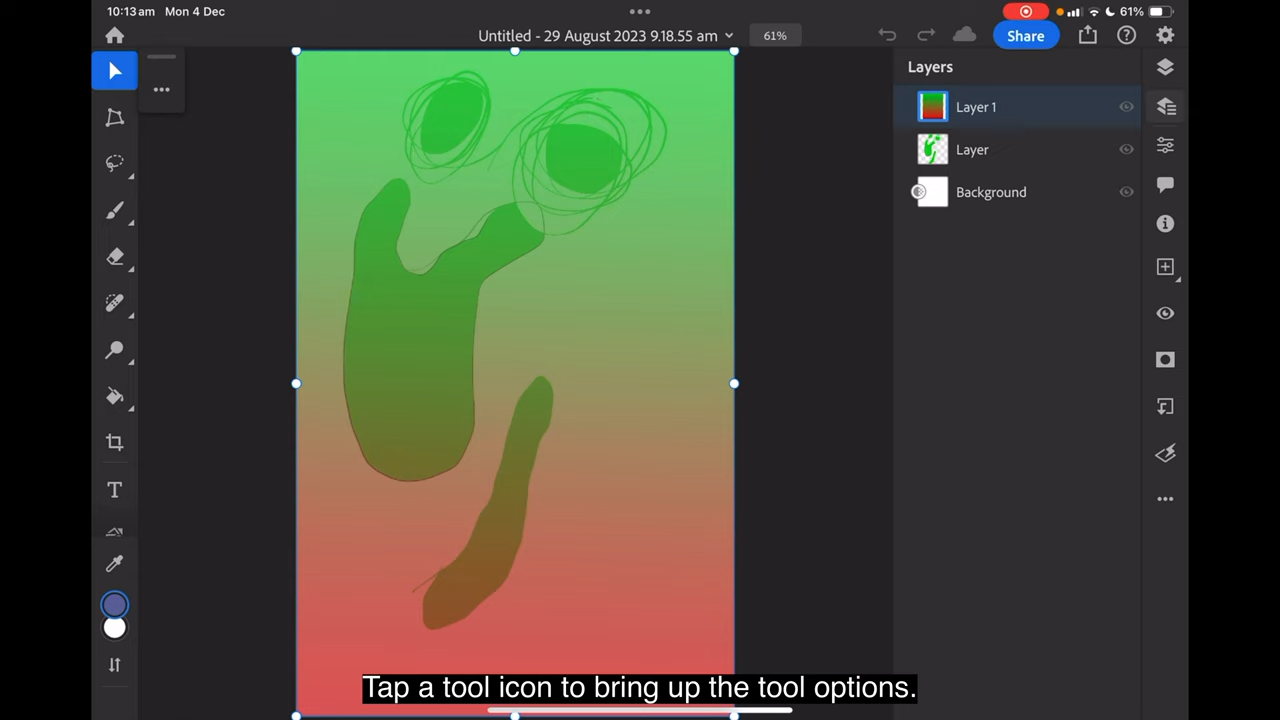 10:13 am Mon 4 Dec
61%
Untitled - 29 August 2023 9.18.55 am
61%
Share
Layers
Layer 1
Layer
Background
T
Tap a tool icon to bring up the tool options.